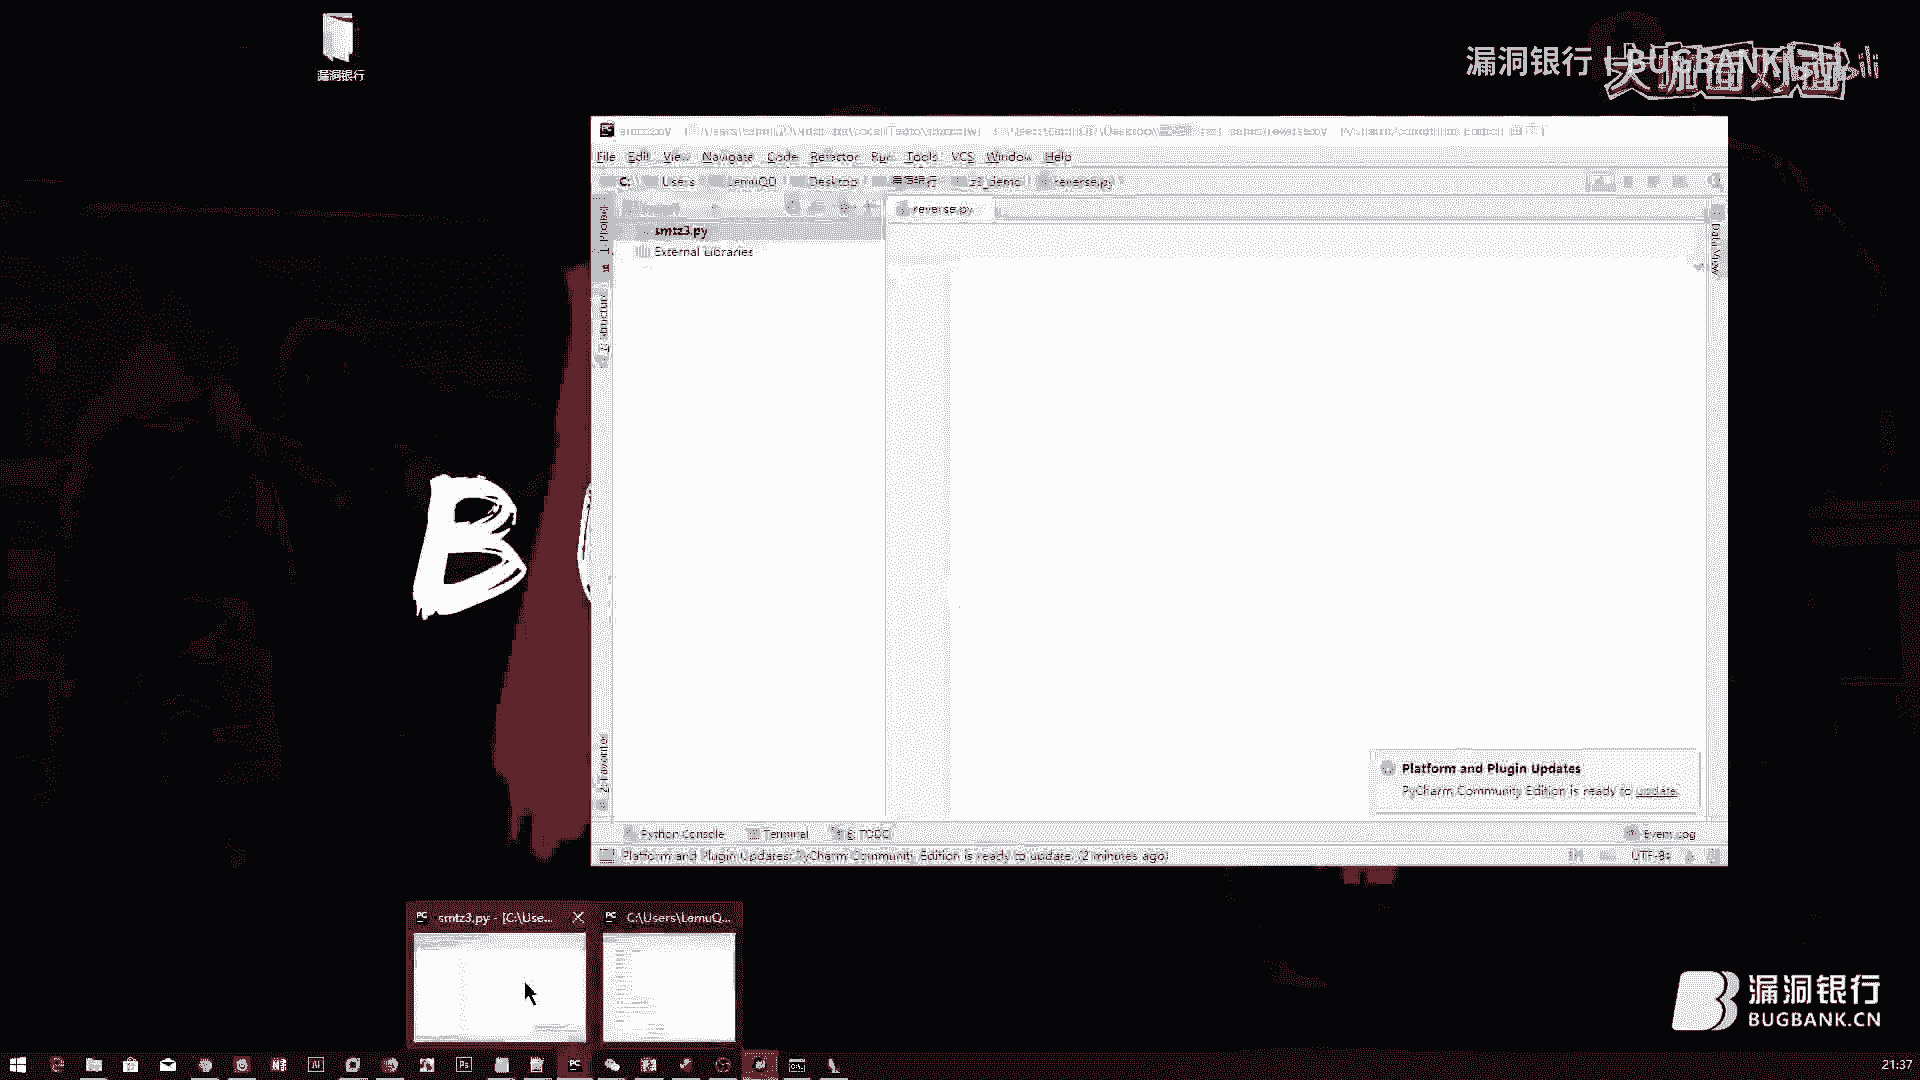 漏洞银行
漏洞银行 | BUGBANK
大咖面对面
File Edit View Navigate Code Refactor Run Tools VCS Window Help
C: Users LemuQD Desktop 漏洞银行 z3_demo reverse.py
reverse.py
1: Project
smtz3.py
External Libraries
Data View
7: Structure
B
2: Favorites
Platform and Plugin Updates
PyCharm Community Edition is ready to update.
Python Console Terminal 6: TODO Event Log
Platform and Plugin Updates: PyCharm Community Edition is ready to update. (2 minutes ago)
UTF-8
smtz3.py - [C:\Use...
C:\Users\LemuQ...
漏洞银行
BUGBANK.CN
21:37